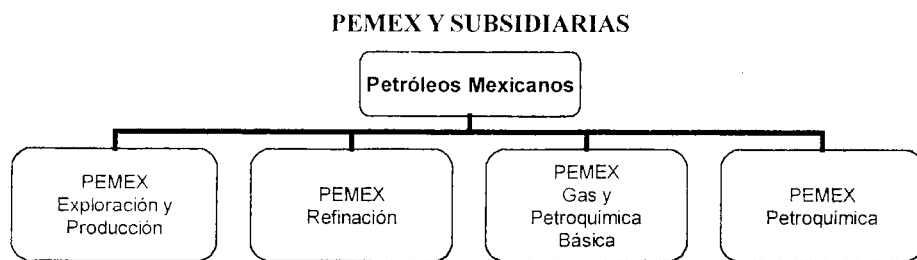 PEMEX Y SUBSIDIARIAS
Petróleos Mexicanos
PEMEX
Exploración y
Producción
PEMEX
Refinación
PEMEX
Gas y
Petroquímica
Básica
PEMEX
Petroquímica